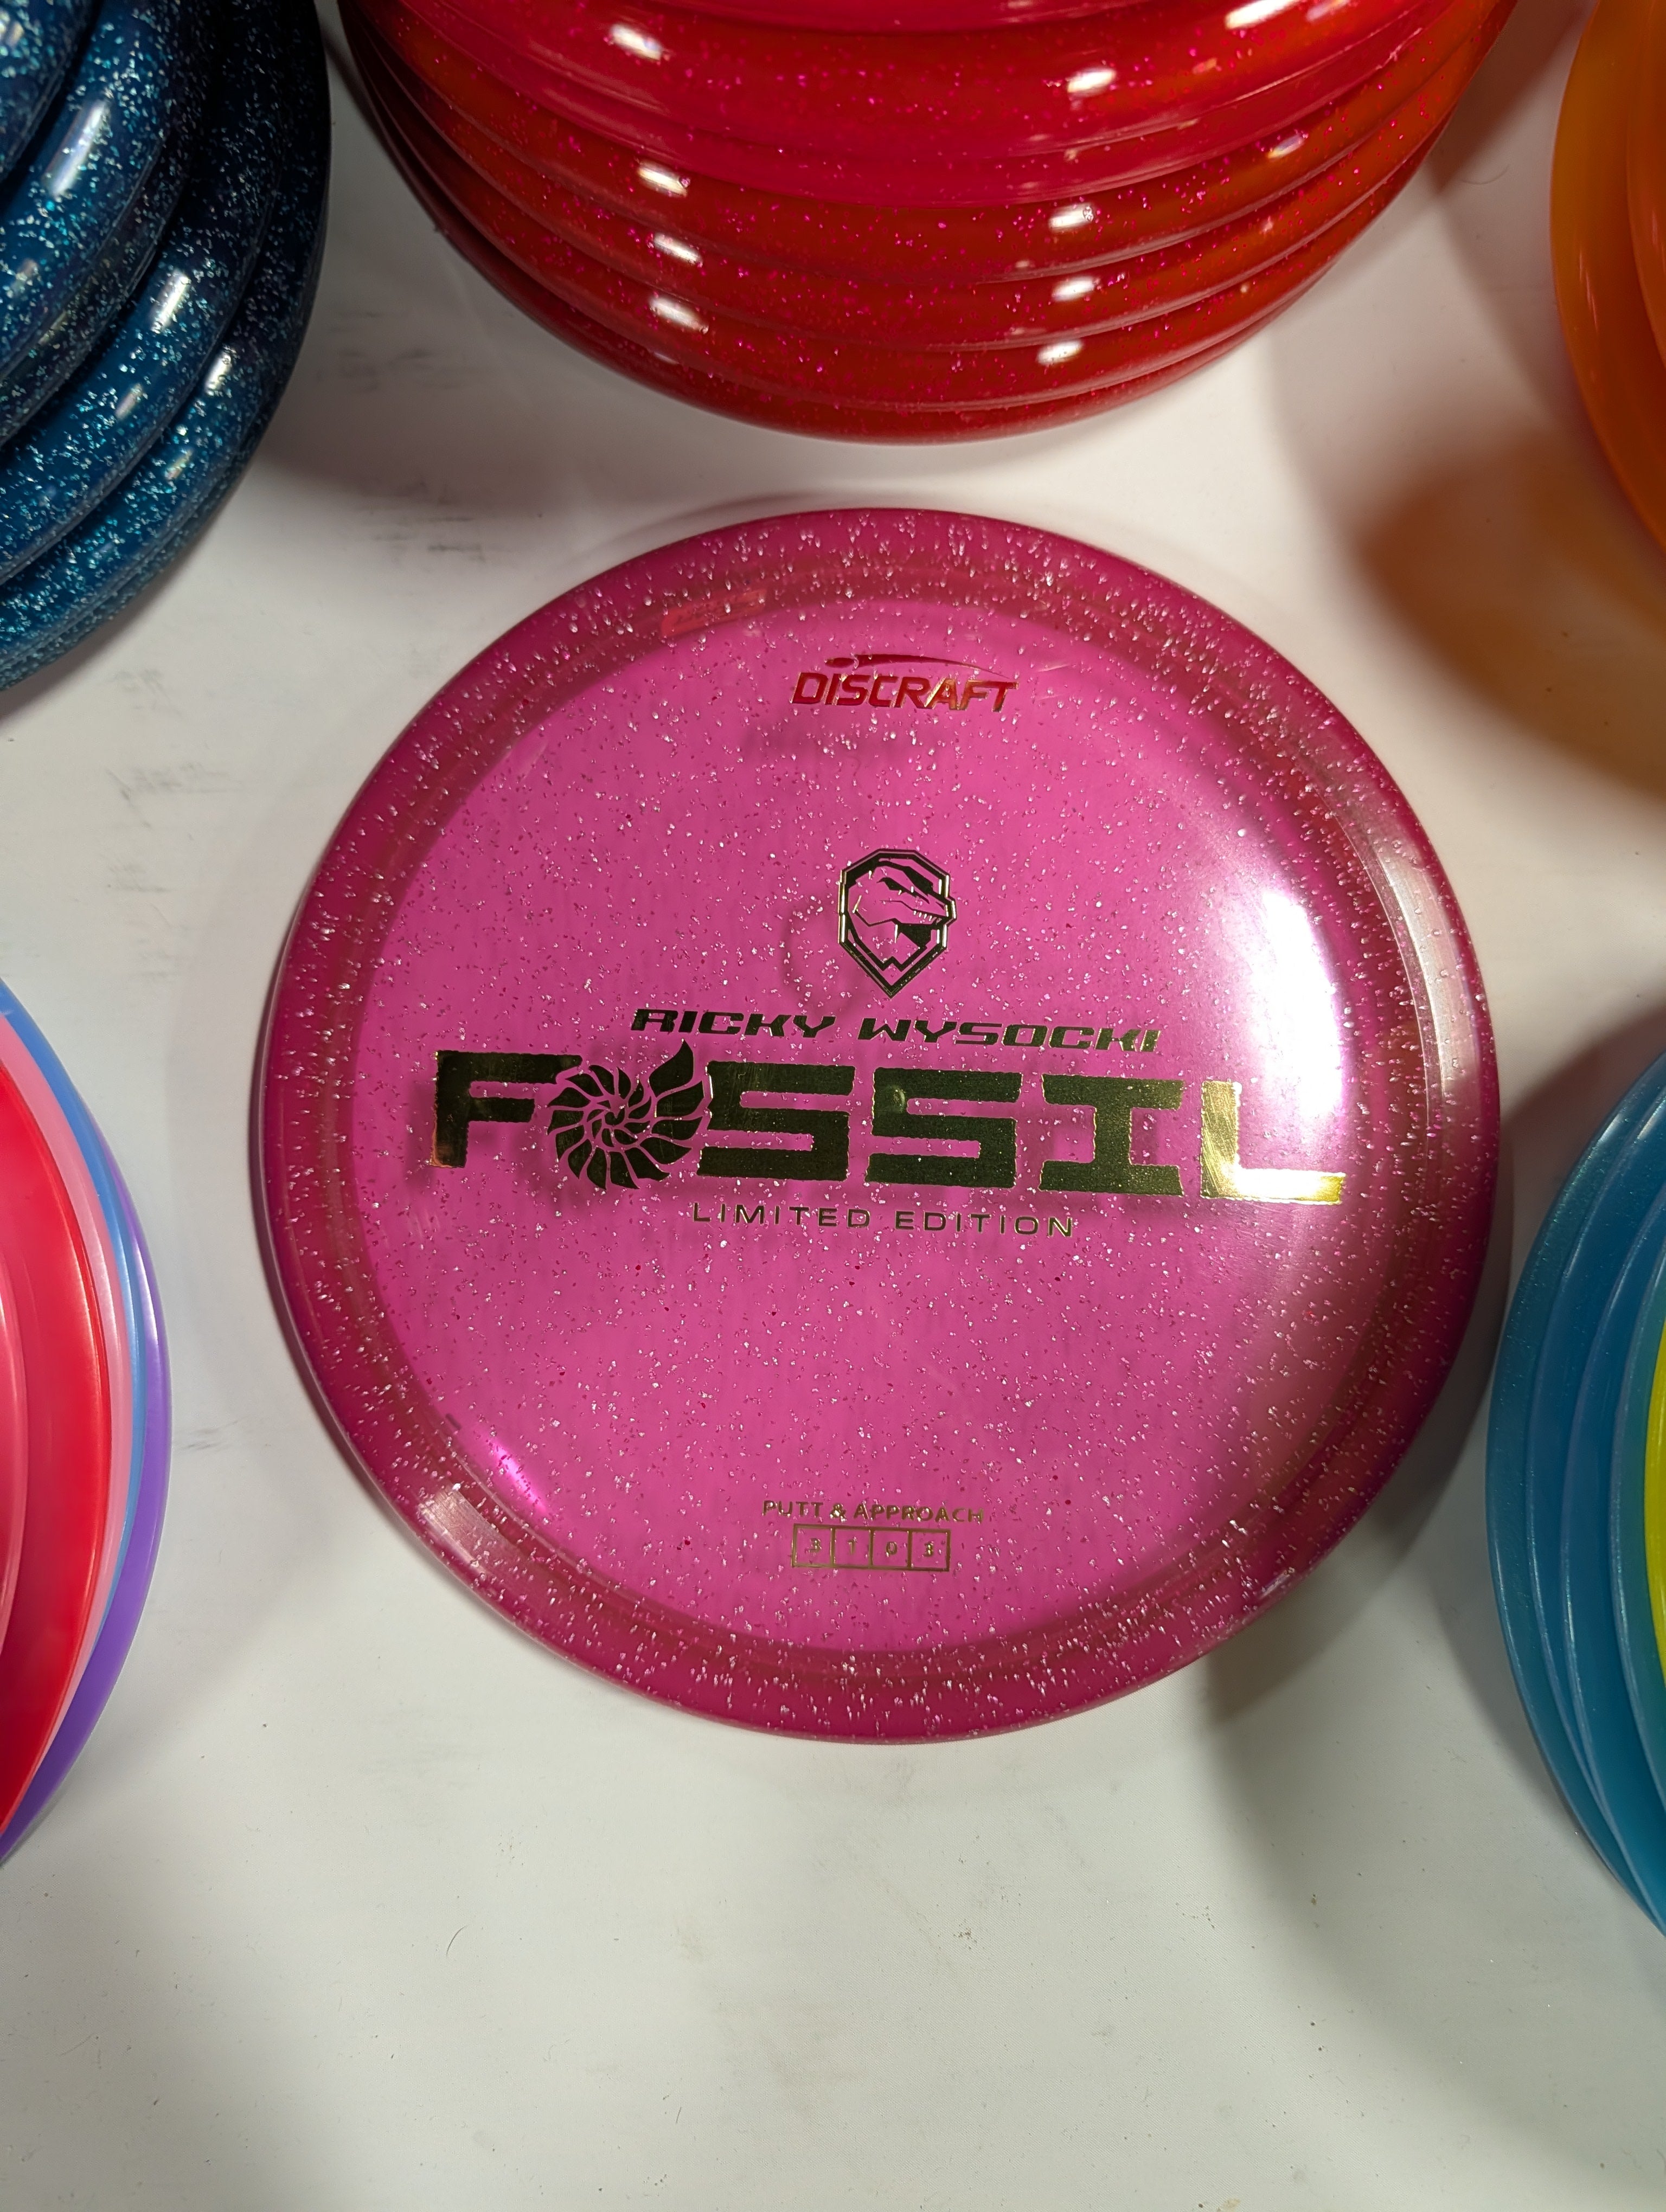 DISCRAFT
RICKY WYSOCKI
FOSSIL
LIMITED EDITION
PUTT & APPROACH
3 1 0 3